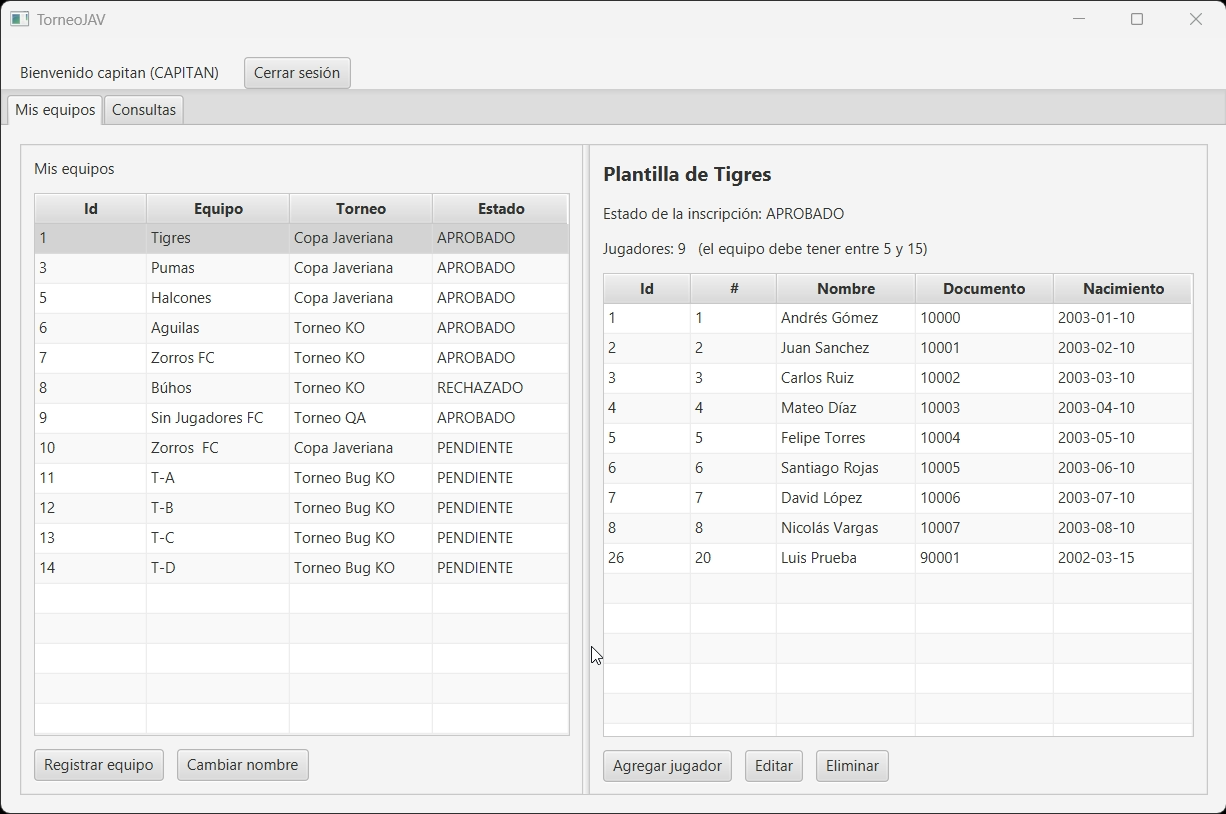 TorneoJAV
Bienvenido capitan (CAPITAN) Cerrar sesión
Mis equipos Consultas
Mis equipos
Id Equipo Torneo Estado
1 Tigres Copa Javeriana APROBADO
3 Pumas Copa Javeriana APROBADO
5 Halcones Copa Javeriana APROBADO
6 Aguilas Torneo KO APROBADO
7 Zorros FC Torneo KO APROBADO
8 Búhos Torneo KO RECHAZADO
9 Sin Jugadores FC Torneo QA APROBADO
10 Zorros  FC Copa Javeriana PENDIENTE
11 T-A Torneo Bug KO PENDIENTE
12 T-B Torneo Bug KO PENDIENTE
13 T-C Torneo Bug KO PENDIENTE
14 T-D Torneo Bug KO PENDIENTE
Registrar equipo Cambiar nombre
Plantilla de Tigres
Estado de la inscripción: APROBADO
Jugadores: 9 (el equipo debe tener entre 5 y 15)
Id # Nombre Documento Nacimiento
1 1 Andrés Gómez 10000 2003-01-10
2 2 Juan Sanchez 10001 2003-02-10
3 3 Carlos Ruiz 10002 2003-03-10
4 4 Mateo Díaz 10003 2003-04-10
5 5 Felipe Torres 10004 2003-05-10
6 6 Santiago Rojas 10005 2003-06-10
7 7 David López 10006 2003-07-10
8 8 Nicolás Vargas 10007 2003-08-10
26 20 Luis Prueba 90001 2002-03-15
Agregar jugador Editar Eliminar